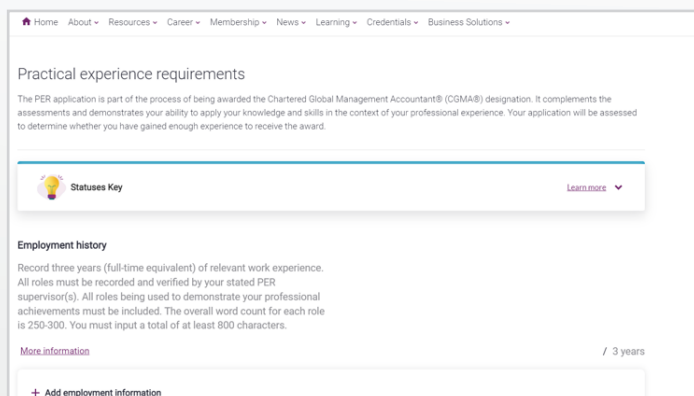 Home About Resources Career Membership News Learning Credentials Business Solutions
Practical experience requirements
The PER application is part of the process of being awarded the Chartered Global Management Accountant® (CGMA®) designation. It complements the
assessments and demonstrates your ability to apply your knowledge and skills in the context of your professional experience. Your application will be assessed
to determine whether you have gained enough experience to receive the award.
Statuses Key Learn more
Employment history
Record three years (full-time equivalent) of relevant work experience.
All roles must be recorded and verified by your stated PER
supervisor(s). All roles being used to demonstrate your professional
achievements must be included. The overall word count for each role
is 250-300. You must input a total of at least 800 characters.
More information / 3 years
+ Add employment information